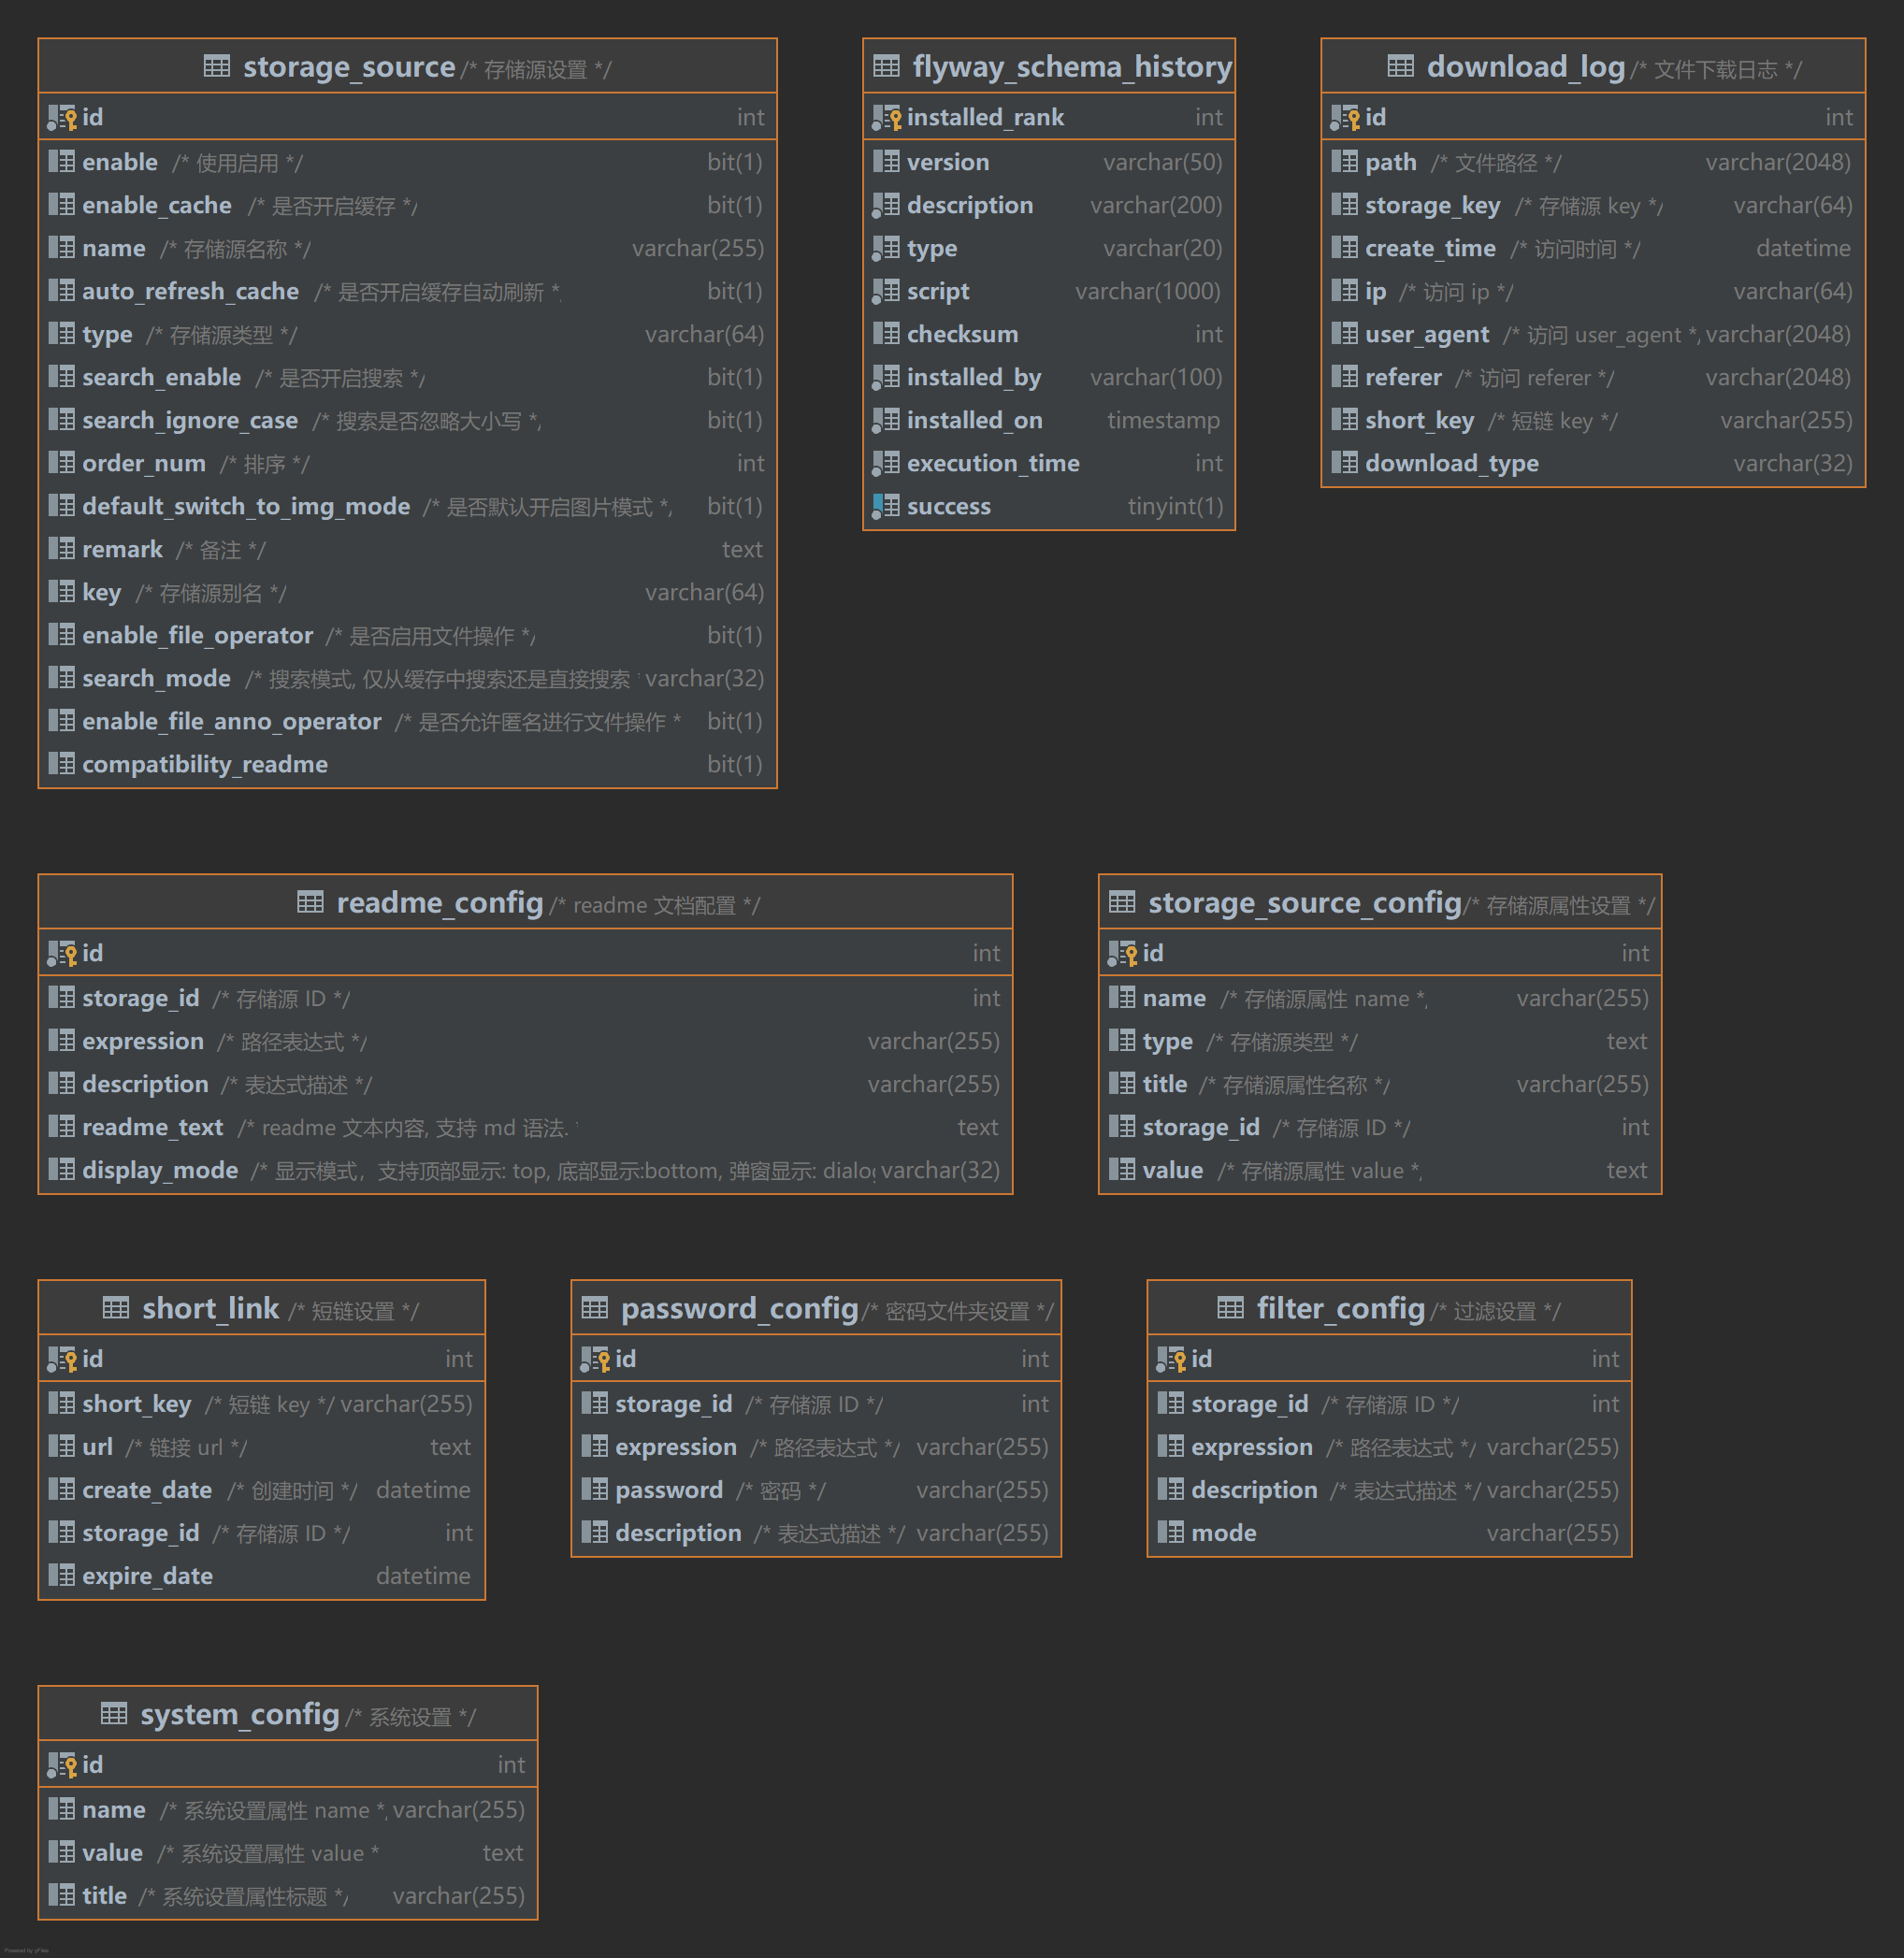 storage_source /* 存储源设置 */
id int
enable /* 使用启用 */ bit(1)
enable_cache /* 是否开启缓存 */ bit(1)
name /* 存储源名称 */ varchar(255)
auto_refresh_cache /* 是否开启缓存自动刷新 * bit(1)
type /* 存储源类型 */ varchar(64)
search_enable /* 是否开启搜索 */ bit(1)
search_ignore_case /* 搜索是否忽略大小写 */ bit(1)
order_num /* 排序 */ int
default_switch_to_img_mode /* 是否默认开启图片模式 */ bit(1)
remark /* 备注 */ text
key /* 存储源别名 */ varchar(64)
enable_file_operator /* 是否启用文件操作 */ bit(1)
search_mode /* 搜索模式, 仅从缓存中搜索还是直接搜索 * varchar(32)
enable_file_anno_operator /* 是否允许匿名进行文件操作 * bit(1)
compatibility_readme bit(1)
flyway_schema_history
installed_rank int
version varchar(50)
description varchar(200)
type varchar(20)
script varchar(1000)
checksum int
installed_by varchar(100)
installed_on timestamp
execution_time int
success tinyint(1)
download_log /* 文件下载日志 */
id int
path /* 文件路径 */ varchar(2048)
storage_key /* 存储源 key */ varchar(64)
create_time /* 访问时间 */ datetime
ip /* 访问 ip */ varchar(64)
user_agent /* 访问 user_agent */ varchar(2048)
referer /* 访问 referer */ varchar(2048)
short_key /* 短链 key */ varchar(255)
download_type varchar(32)
readme_config /* readme 文档配置 */
id int
storage_id /* 存储源 ID */ int
expression /* 路径表达式 */ varchar(255)
description /* 表达式描述 */ varchar(255)
readme_text /* readme 文本内容, 支持 md 语法. * text
display_mode /* 显示模式，支持顶部显示: top, 底部显示:bottom, 弹窗显示: dialog varchar(32)
storage_source_config /* 存储源属性设置 */
id int
name /* 存储源属性 name */ varchar(255)
type /* 存储源类型 */ text
title /* 存储源属性名称 */ varchar(255)
storage_id /* 存储源 ID */ int
value /* 存储源属性 value */ text
short_link /* 短链设置 */
id int
short_key /* 短链 key */ varchar(255)
url /* 链接 url */ text
create_date /* 创建时间 */ datetime
storage_id /* 存储源 ID */ int
expire_date datetime
password_config /* 密码文件夹设置 */
id int
storage_id /* 存储源 ID */ int
expression /* 路径表达式 */ varchar(255)
password /* 密码 */ varchar(255)
description /* 表达式描述 */ varchar(255)
filter_config /* 过滤设置 */
id int
storage_id /* 存储源 ID */ int
expression /* 路径表达式 */ varchar(255)
description /* 表达式描述 */ varchar(255)
mode varchar(255)
system_config /* 系统设置 */
id int
name /* 系统设置属性 name */ varchar(255)
value /* 系统设置属性 value * text
title /* 系统设置属性标题 */ varchar(255)
Powered by yFiles